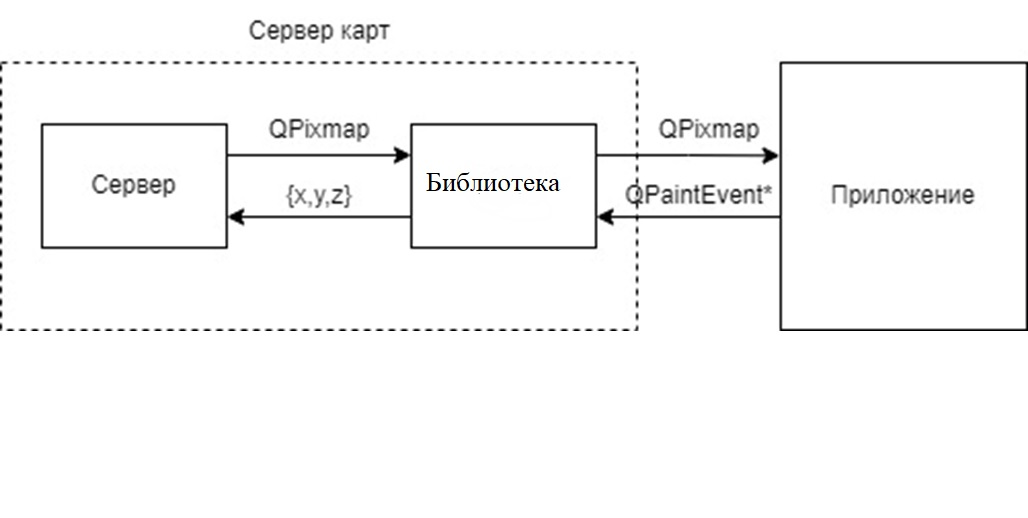 Сервер карт
QPixmap
QPixmap
Сервер
Библиотека
{x,y,z}
QPaintEvent*
Приложение